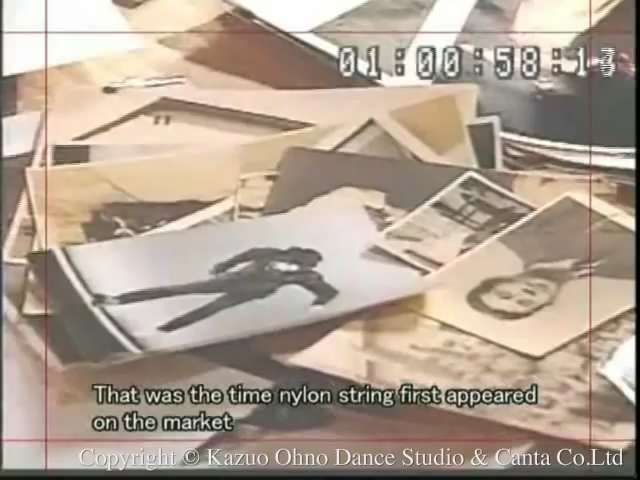 01:00:58:1
That was the time nylon string first appeared
on the market
Copyright © Kazuo Ohno Dance Studio & Canta Co.Ltd